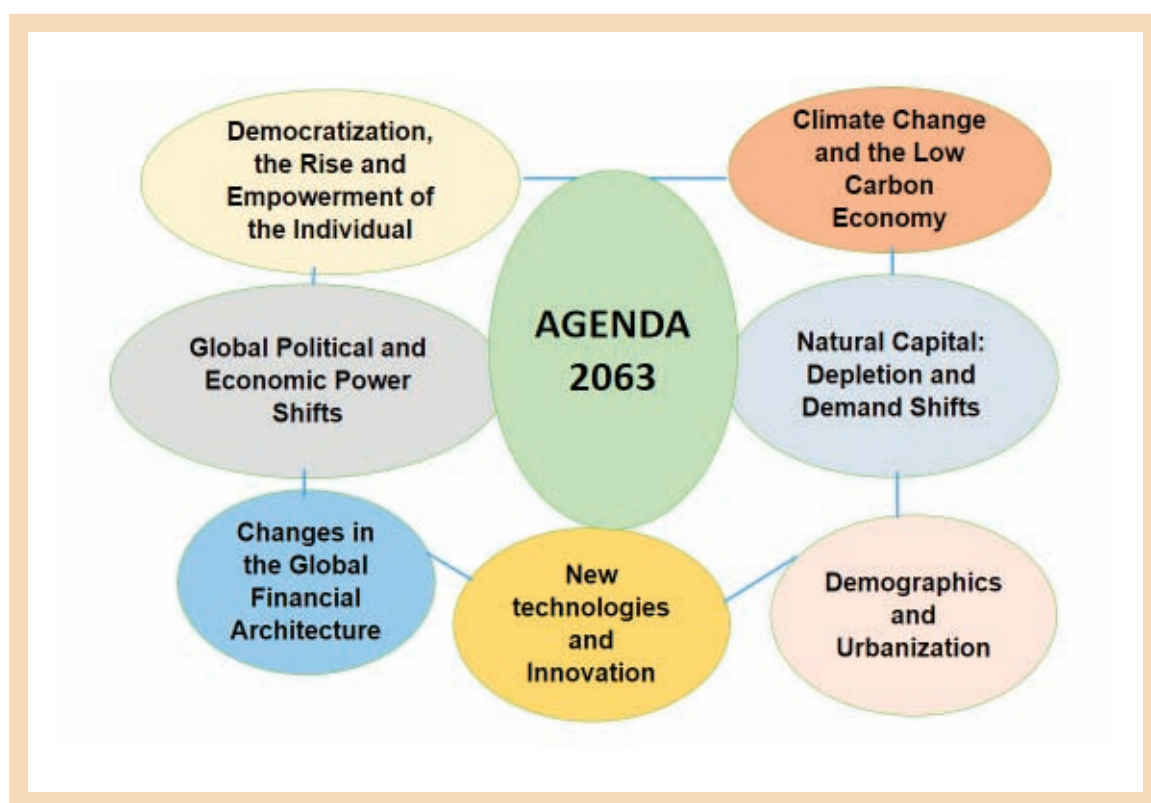 Democratization,
the Rise and
Empowerment of
the Individual
Climate Change
and the Low
Carbon
Economy
Global Political and
Economic Power
Shifts
AGENDA
2063
Natural Capital:
Depletion and
Demand Shifts
Changes in
the Global
Financial
Architecture
New
technologies
and
Innovation
Demographics
and
Urbanization